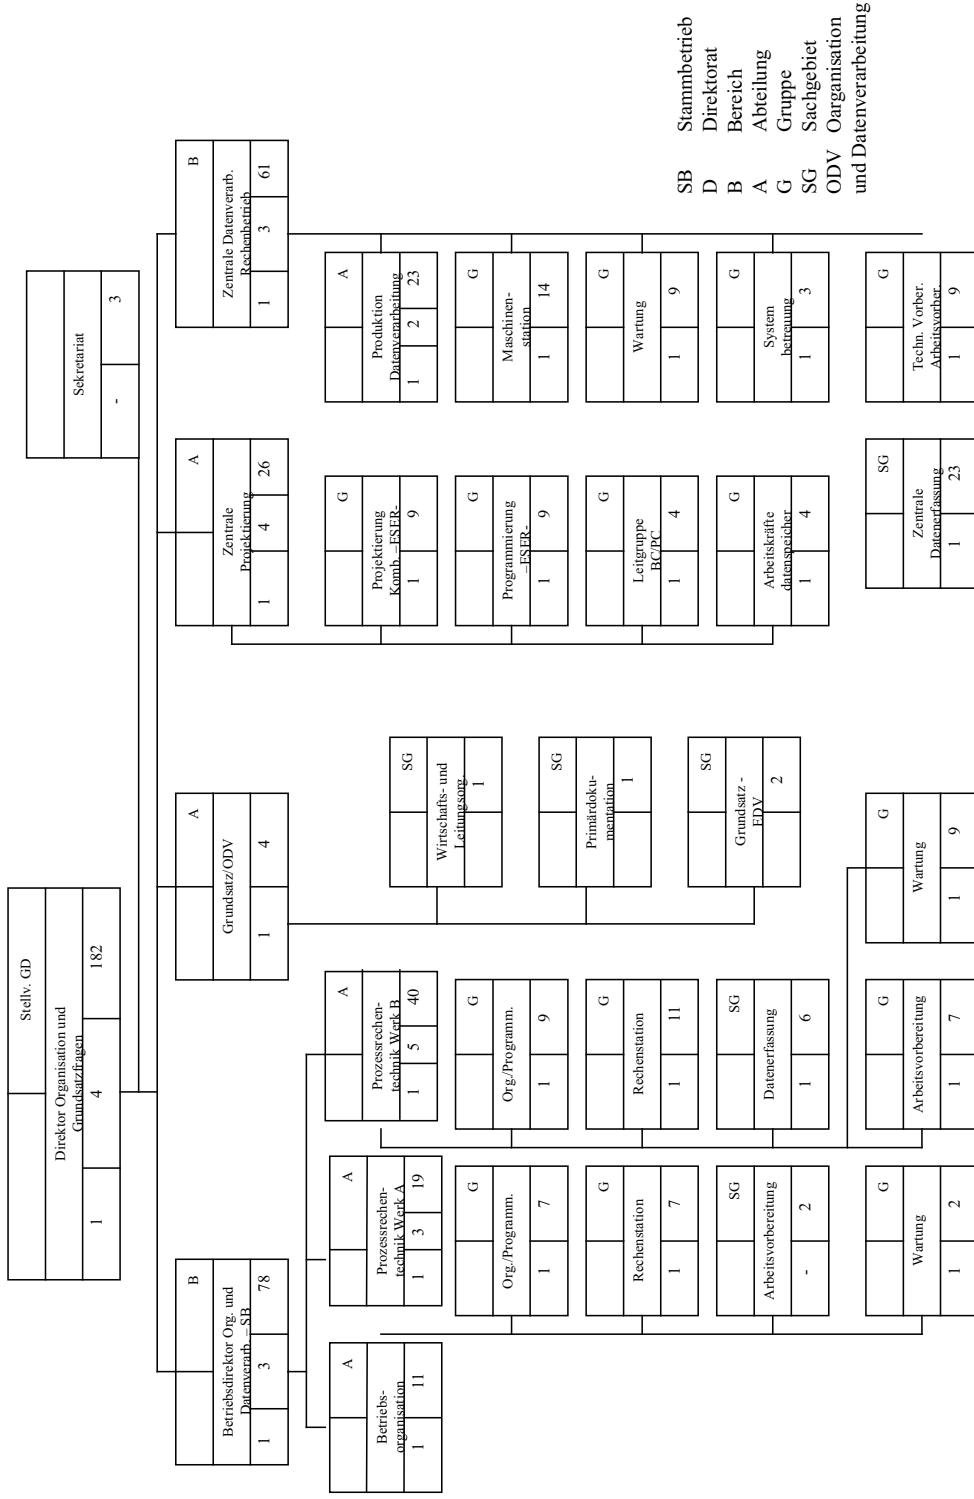 Stellv. GD
Direktor Organisation und
Grundsatzfragen
1 4 182
Sekretariat
- 3
B
Betriebsdirektor Org. und
Datenverarb. – SB
1 3 78
A
Grundsatz/ODV
1 4
A
Zentrale
Projektierung
1 4 26
B
Zentrale Datenverarb.
Rechenbetrieb
1 3 61
A
Betriebs-
organisation
1 11
A
Prozessrechen-
technik Werk A
1 3 19
A
Prozessrechen-
technik Werk B
1 5 40
G
Org./Programm.
1 7
G
Rechenstation
1 7
SG
Arbeitsvorbereitung
- 2
G
Wartung
1 2
G
Org./Programm.
1 9
G
Rechenstation
1 11
SG
Datenerfassung
1 6
G
Arbeitsvorbereitung
1 7
G
Wartung
1 9
SG
Wirtschafts- und
Leitungsorg.
1
SG
Primärdoku-
mentation
1
SG
Grundsatz -
EDV
2
G
Projektierung
Komb. –ESER-
1 9
G
Programmierung
–ESER-
1 9
G
Leitgruppe
BC/PC
1 4
G
Arbeitskräfte
datenspeicher
1 4
SG
Zentrale
Datenerfassung
1 23
A
Produktion
Datenverarbeitung
1 2 23
G
Maschinen-
station
1 14
G
Wartung
1 9
G
System
betreuung
1 3
G
Techn. Vorber.
Arbeitsvorber.
1 9
SB Stammbetrieb
D Direktorat
B Bereich
A Abteilung
G Gruppe
SG Sachgebiet
ODV Oarganisation
und Datenverarbeitung